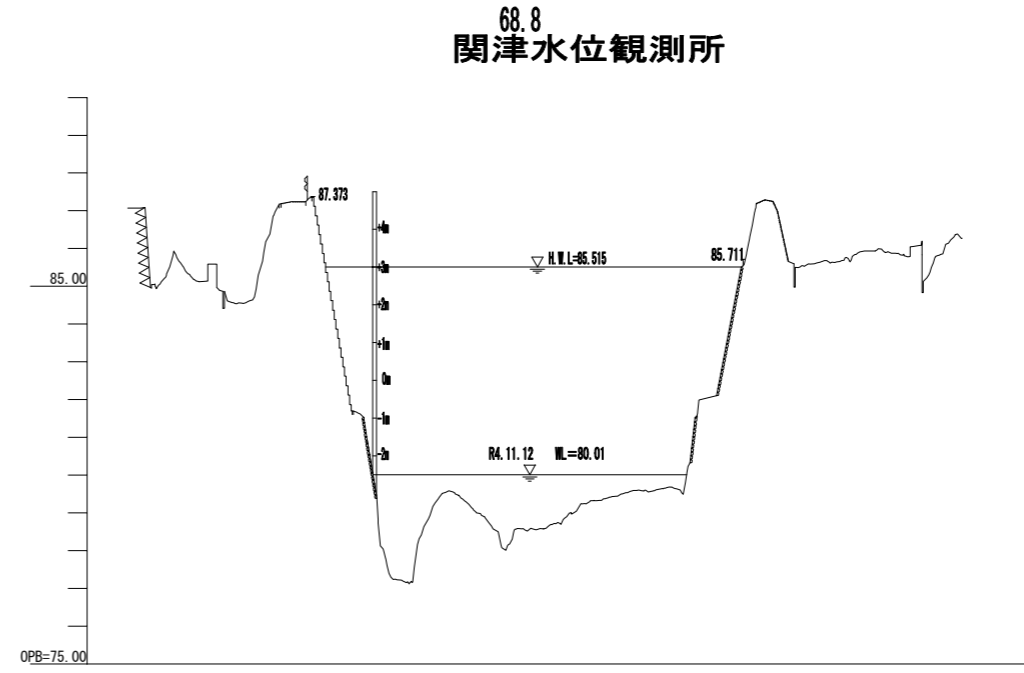 68.8
関津水位観測所
87.373
+4m
H.W.L=85.515
85.711
+3m
85.00
+2m
+1m
0m
-1m
-2m
R4.11.12 WL=80.01
OPB=75.00